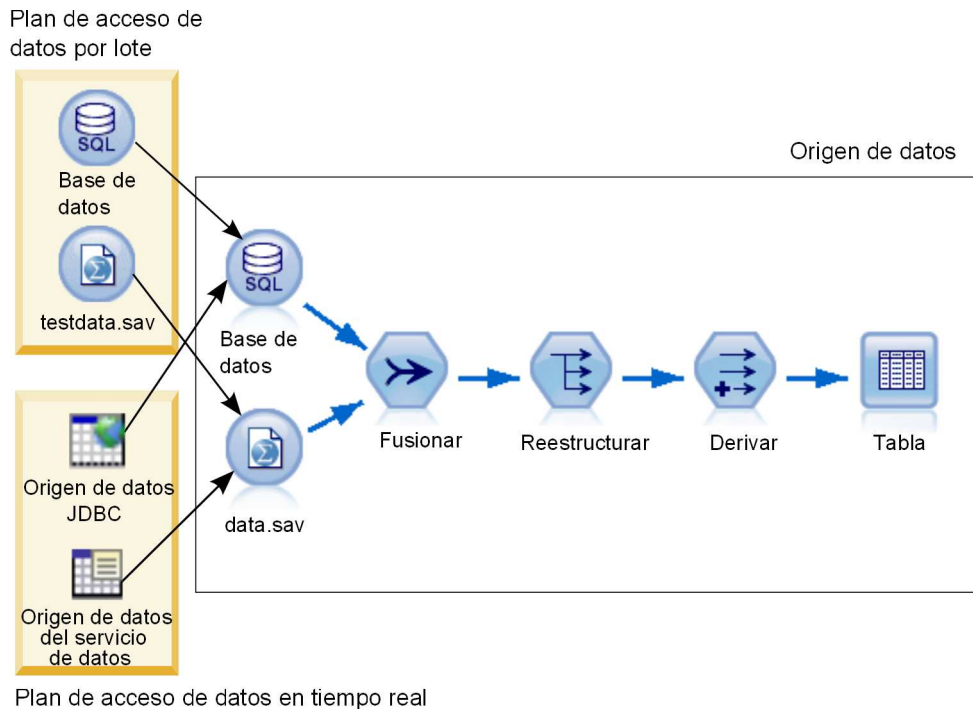 Plan de acceso de
datos por lote
SQL
Base de
datos
testdata.sav
Origen de datos
SQL
Base de
datos
data.sav
Fusionar
Reestructurar
Derivar
Tabla
Origen de datos
JDBC
Origen de datos
del servicio
de datos
Plan de acceso de datos en tiempo real